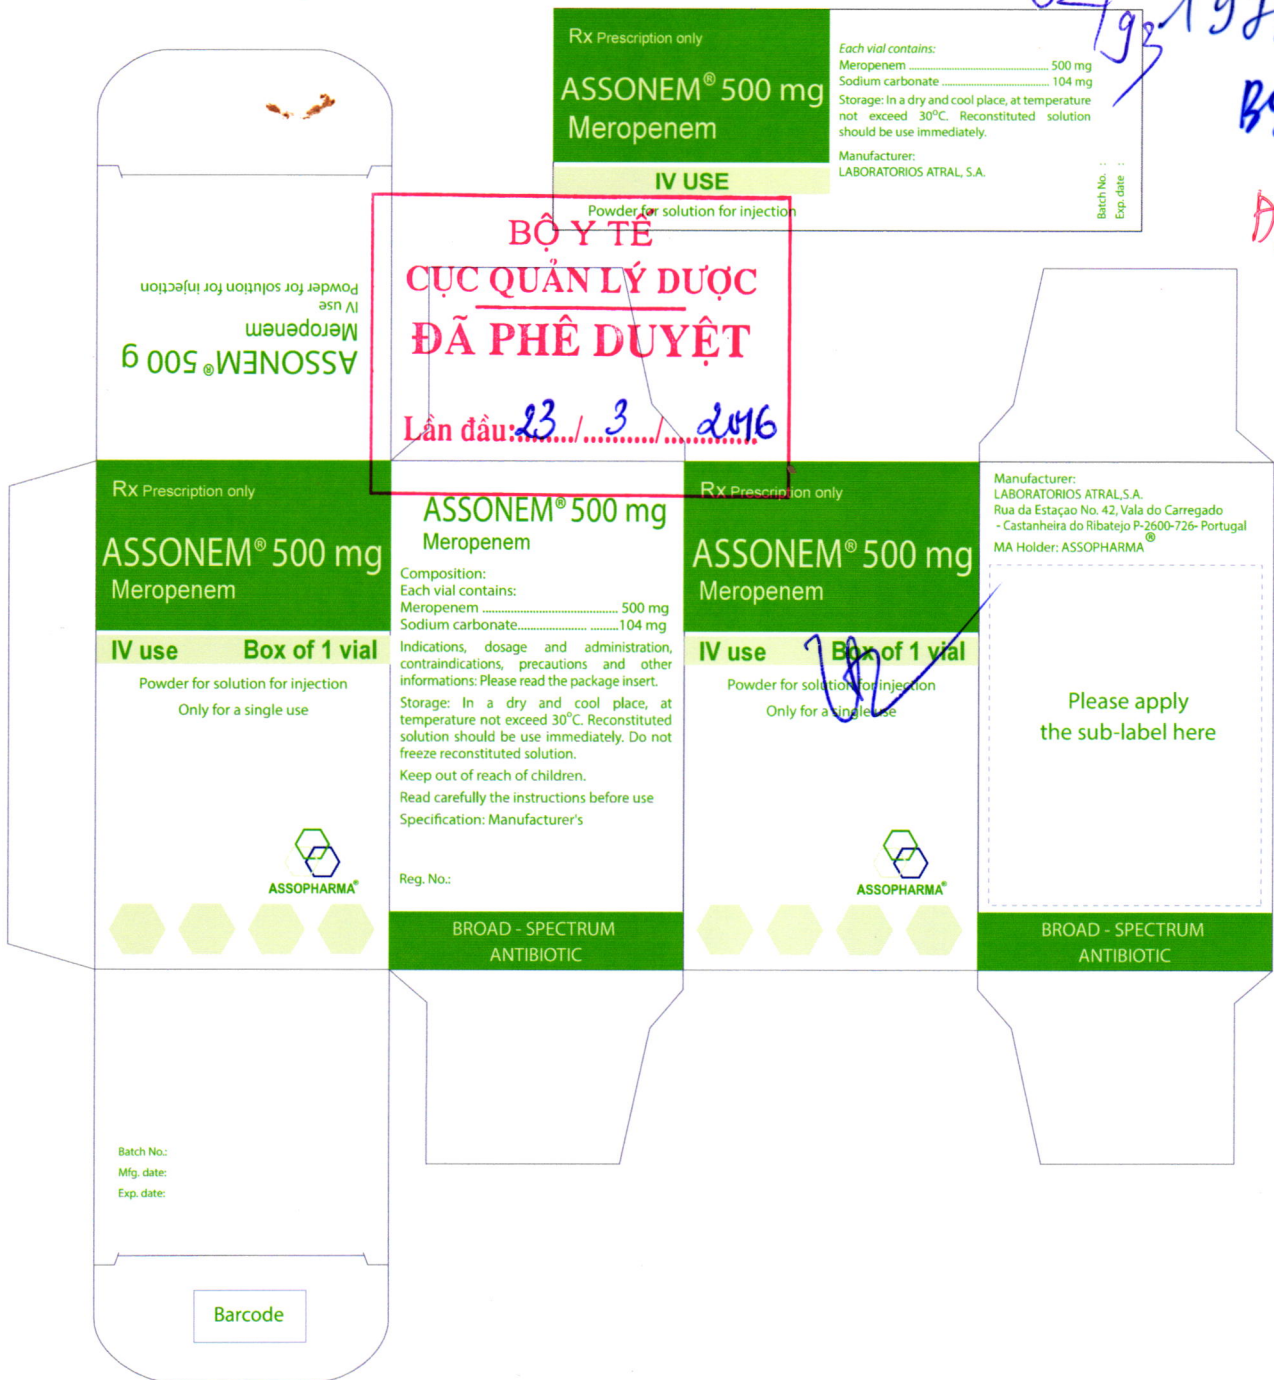 Rx Prescription only
ASSONEM® 500 mg
Meropenem
IV USE
Powder for solution for injection
Each vial contains:
Meropenem .................................................. 500 mg
Sodium carbonate ...................................... 104 mg
Storage: In a dry and cool place, at temperature
not exceed 30°C. Reconstituted solution
should be use immediately.
Manufacturer:
LABORATORIOS ATRAL, S.A.
Batch No. :
Exp. date :
BỘ Y TẾ
CỤC QUẢN LÝ DƯỢC
ĐÃ PHÊ DUYỆT
Lần đầu:23/3/2016
ASSONEM® 500 g
Meropenem
IV use
Powder for solution for injection
Rx Prescription only
ASSONEM® 500 mg
Meropenem
IV use Box of 1 vial
Powder for solution for injection
Only for a single use
ASSOPHARMA®
ASSONEM® 500 mg
Meropenem
Composition:
Each vial contains:
Meropenem ......................................... 500 mg
Sodium carbonate..................... .........104 mg
Indications, dosage and administration,
contraindications, precautions and other
informations: Please read the package insert.
Storage: In a dry and cool place, at
temperature not exceed 30°C. Reconstituted
solution should be use immediately. Do not
freeze reconstituted solution.
Keep out of reach of children.
Read carefully the instructions before use
Specification: Manufacturer's
Reg. No.:
BROAD - SPECTRUM
ANTIBIOTIC
Rx Prescription only
ASSONEM® 500 mg
Meropenem
IV use Box of 1 vial
Powder for solution for injection
Only for a single use
ASSOPHARMA®
Manufacturer:
LABORATORIOS ATRAL,S.A.
Rua da Estaçao No. 42, Vala do Carregado
- Castanheira do Ribatejo P-2600-726- Portugal
MA Holder: ASSOPHARMA®
Please apply
the sub-label here
BROAD - SPECTRUM
ANTIBIOTIC
Batch No.:
Mfg. date:
Exp. date:
Barcode